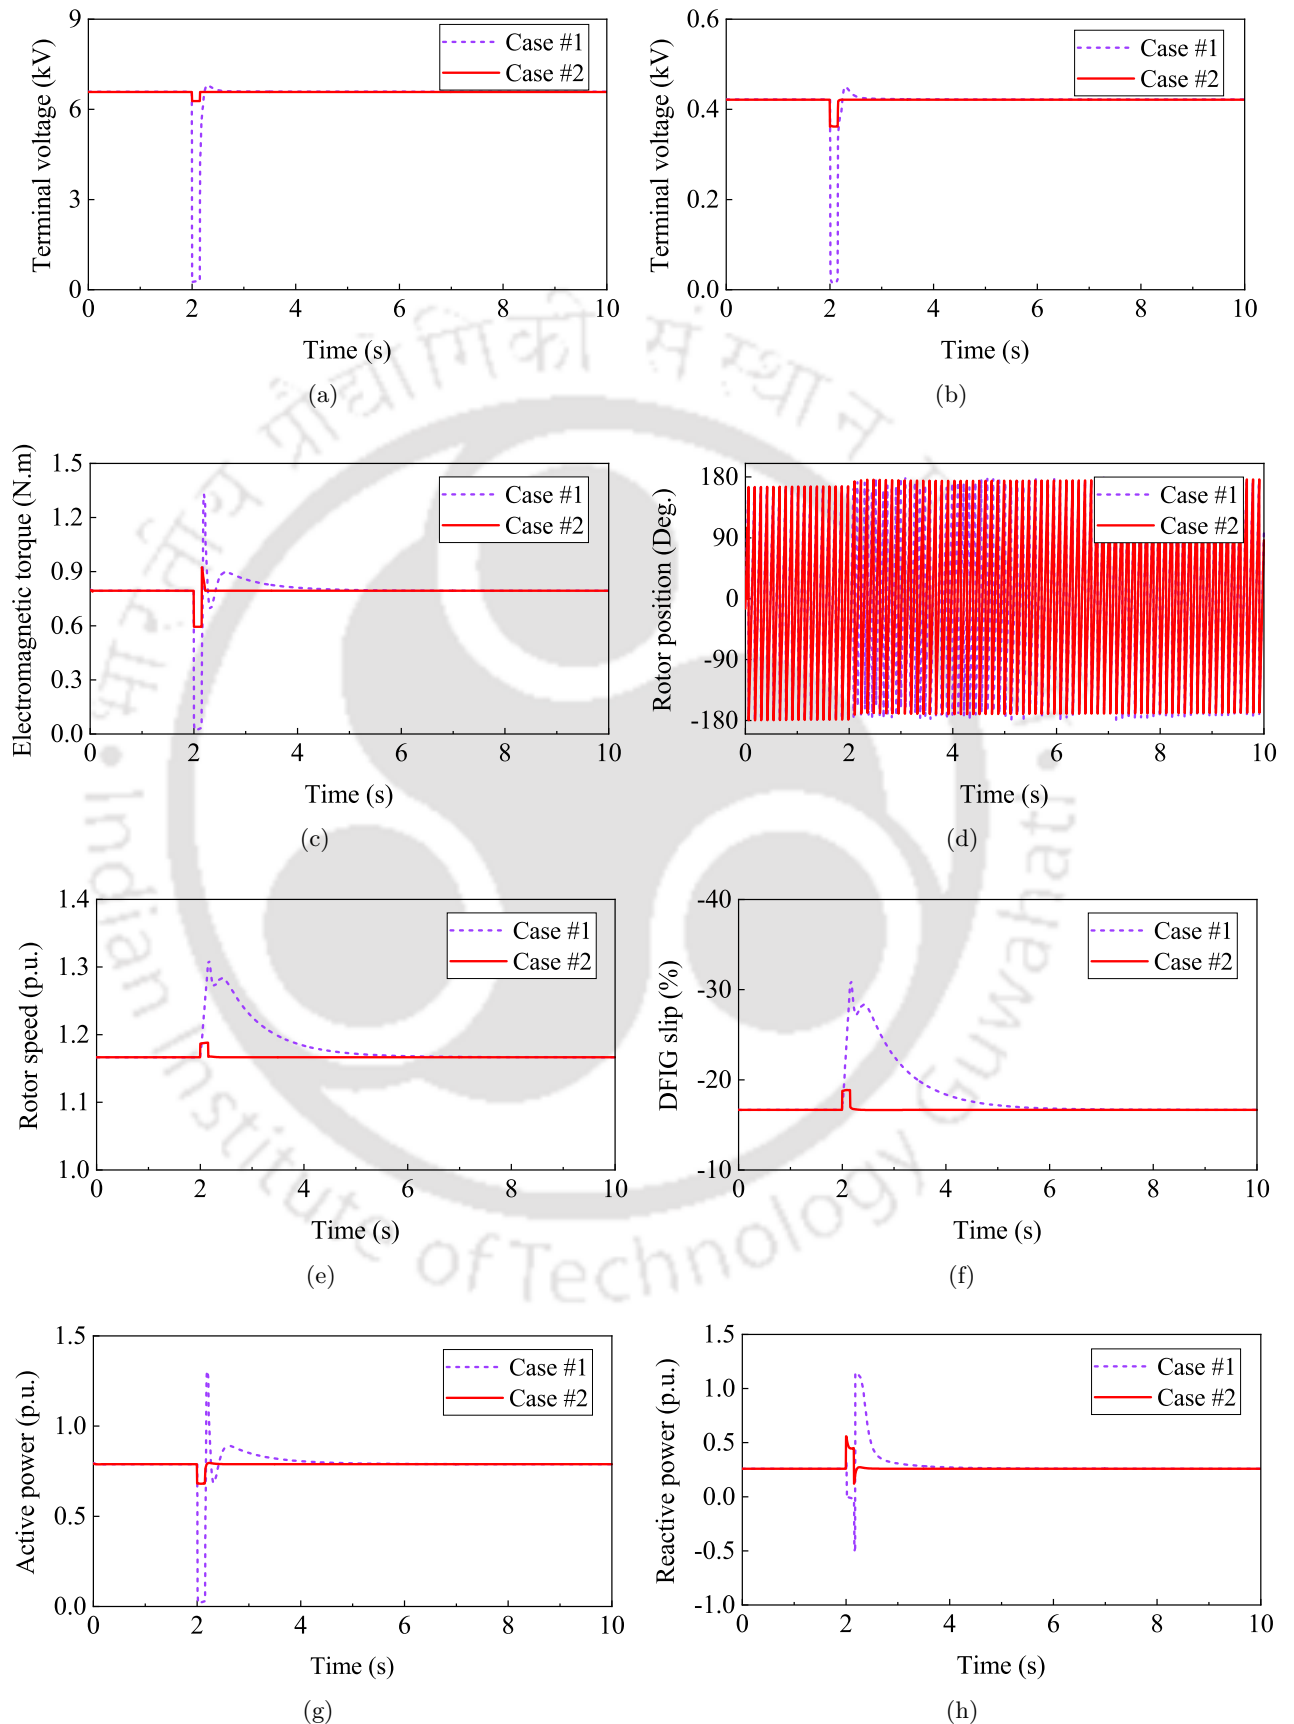 9
6
3
0
Terminal voltage (kV)
Case #1
Case #2
0 2 4 6 8 10
Time (s)
(a)
0.6
0.4
0.2
0.0
Terminal voltage (kV)
Case #1
Case #2
0 2 4 6 8 10
Time (s)
(b)
1.5
1.2
0.9
0.6
0.3
0.0
Electromagnetic torque (N.m)
Case #1
Case #2
0 2 4 6 8 10
Time (s)
(c)
180
90
0
-90
-180
Rotor position (Deg.)
Case #1
Case #2
0 2 4 6 8 10
Time (s)
(d)
1.4
1.3
1.2
1.1
1.0
Rotor speed (p.u.)
Case #1
Case #2
0 2 4 6 8 10
Time (s)
(e)
-40
-30
-20
-10
DFIG slip (%)
Case #1
Case #2
0 2 4 6 8 10
Time (s)
(f)
1.5
1.0
0.5
0.0
Active power (p.u.)
Case #1
Case #2
0 2 4 6 8 10
Time (s)
(g)
1.5
1.0
0.5
0.0
-0.5
-1.0
Reactive power (p.u.)
Case #1
Case #2
0 2 4 6 8 10
Time (s)
(h)
Indian Institute of Technology Guwahati